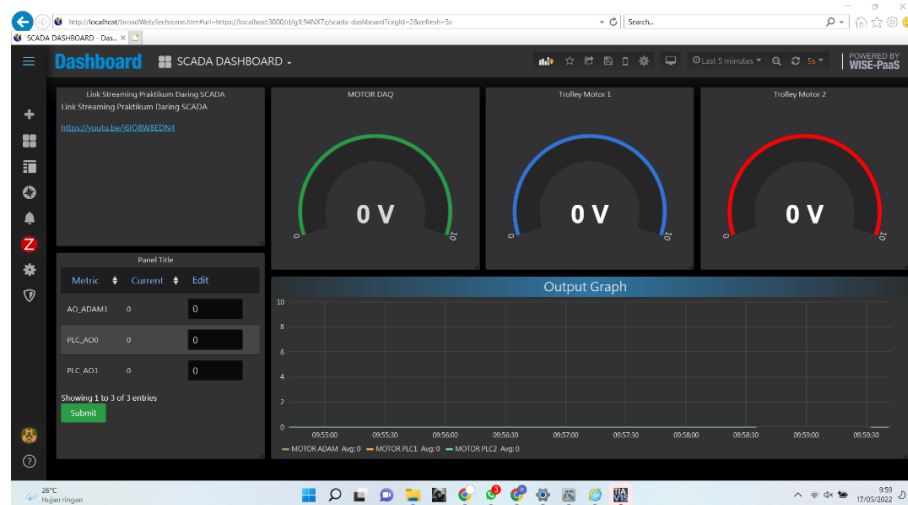 http://localhost/broadWeb/lechrome.htm#url=https://localhost:3000/d/gIL94NX7z/scada-dashboard?orgId=2&refresh=5s
Search...
SCADA DASHBOARD - Das...
Dashboard
SCADA DASHBOARD
Last 5 minutes
5s
POWERED BY
WISE-PaaS
Link Streaming Praktikum Daring SCADA
Link Streaming Praktikum Daring SCADA
https://youtu.be/j6IQ8W8EDN4
MOTOR DAQ
0 V
0
10
Trolley Motor 1
0 V
0
10
Trolley Motor 2
0 V
0
10
Z
Panel Title
Metric Current Edit
AO_ADAM1 0 0
PLC_AO0 0 0
PLC_AO1 0 0
Showing 1 to 3 of 3 entries
Submit
Output Graph
10
8
6
4
2
0
09:55:00 09:55:30 09:56:00 09:56:30 09:57:00 09:57:30 09:58:00 09:58:30 09:59:00 09:59:30
MOTOR ADAM Avg: 0 MOTOR PLC1 Avg: 0 MOTOR PLC2 Avg: 0
26°C
Hujan ringan
TIA
V15
9:59
17/05/2022